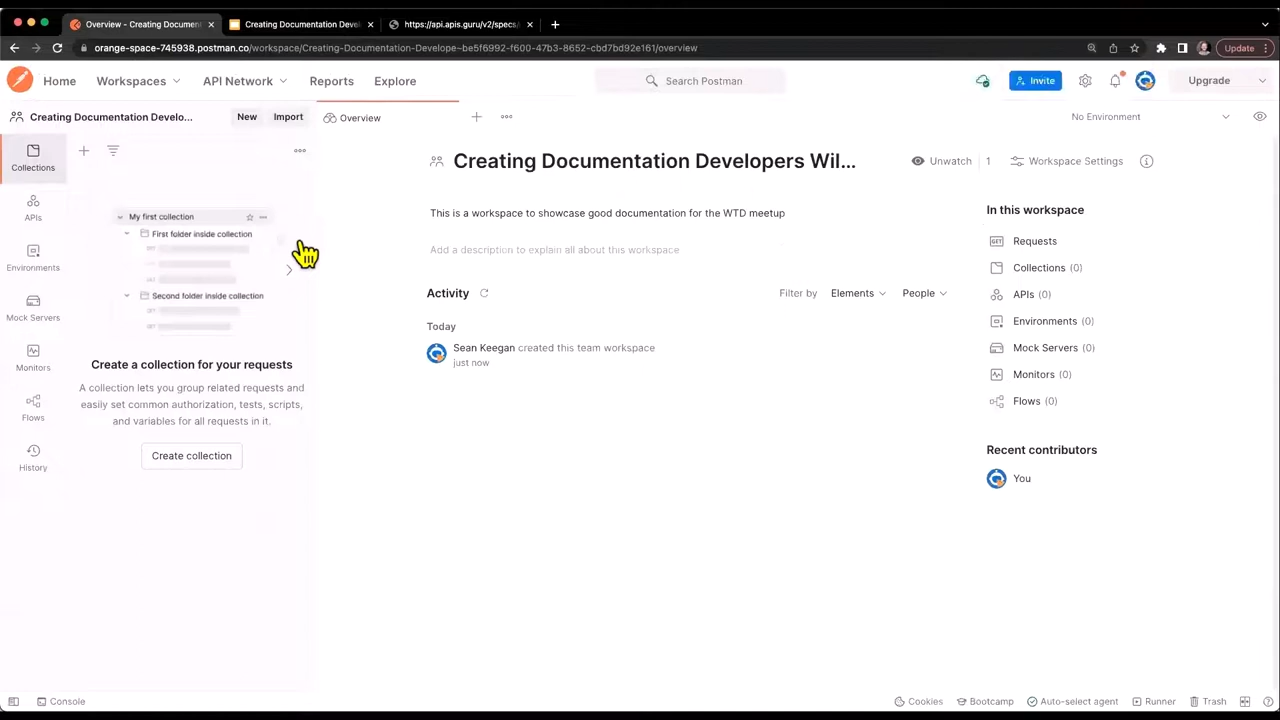 Overview - Creating Documen
Creating Documentation Devel
https://api.apis.guru/v2/specs
orange-space-745938.postman.co/workspace/Creating-Documentation-Develope~be5f6992-f600-47b3-8652-cbd7bd92e161/overview
Update
Home
Workspaces
API Network
Reports
Explore
Search Postman
Invite
Upgrade
Creating Documentation Develo...
New
Import
Overview
No Environment
Collections
APIs
Environments
Mock Servers
Monitors
Flows
History
My first collection
First folder inside collection
GET
GET
Second folder inside collection
GET
GET
Create a collection for your requests
A collection lets you group related requests and
easily set common authorization, tests, scripts,
and variables for all requests in it.
Create collection
Creating Documentation Developers Wil...
Unwatch
1
Workspace Settings
This is a workspace to showcase good documentation for the WTD meetup
Add a description to explain all about this workspace
Activity
Filter by
Elements
People
Today
Sean Keegan created this team workspace
just now
In this workspace
GET
Requests
Collections (0)
APIs (0)
Environments (0)
Mock Servers (0)
Monitors (0)
Flows (0)
Recent contributors
You
Console
Cookies
Bootcamp
Auto-select agent
Runner
Trash